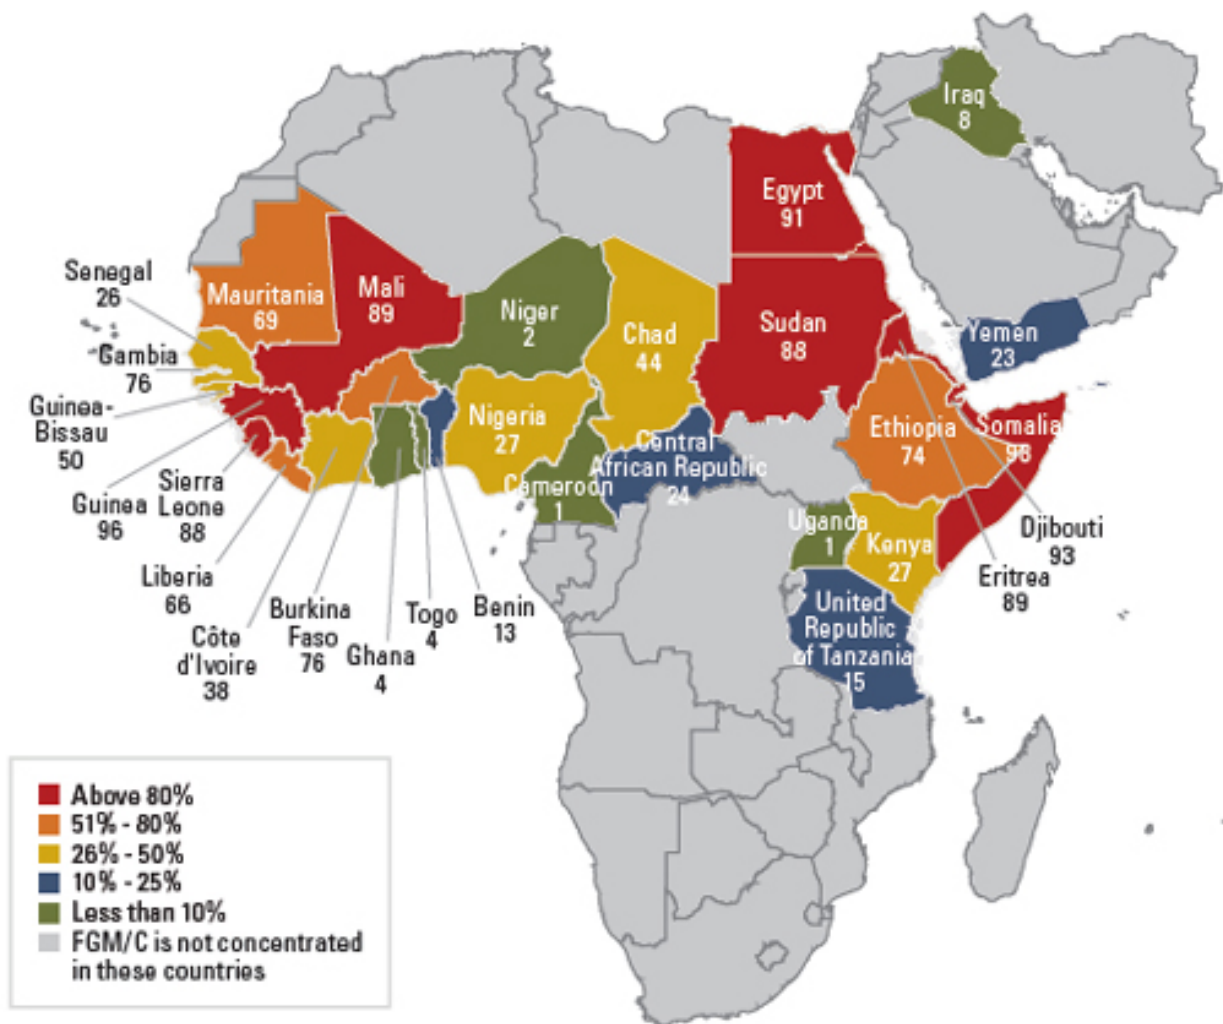 Iraq
8
Egypt
91
Senegal
26
Mauritania
69
Mali
89
Niger
2
Chad
44
Sudan
88
Yemen
23
Gambia
76
Guinea-
Bissau
50
Nigeria
27
Ethiopia
74
Somalia
98
Central
African Republic
24
Cameroon
1
Guinea
96
Sierra
Leone
88
Uganda
1
Kenya
27
Djibouti
93
Eritrea
89
Liberia
66
Côte
d'Ivoire
38
Burkina
Faso
76
Ghana
4
Togo
4
Benin
13
United
Republic
of Tanzania
15
Above 80%
51% - 80%
26% - 50%
10% - 25%
Less than 10%
FGM/C is not concentrated
in these countries